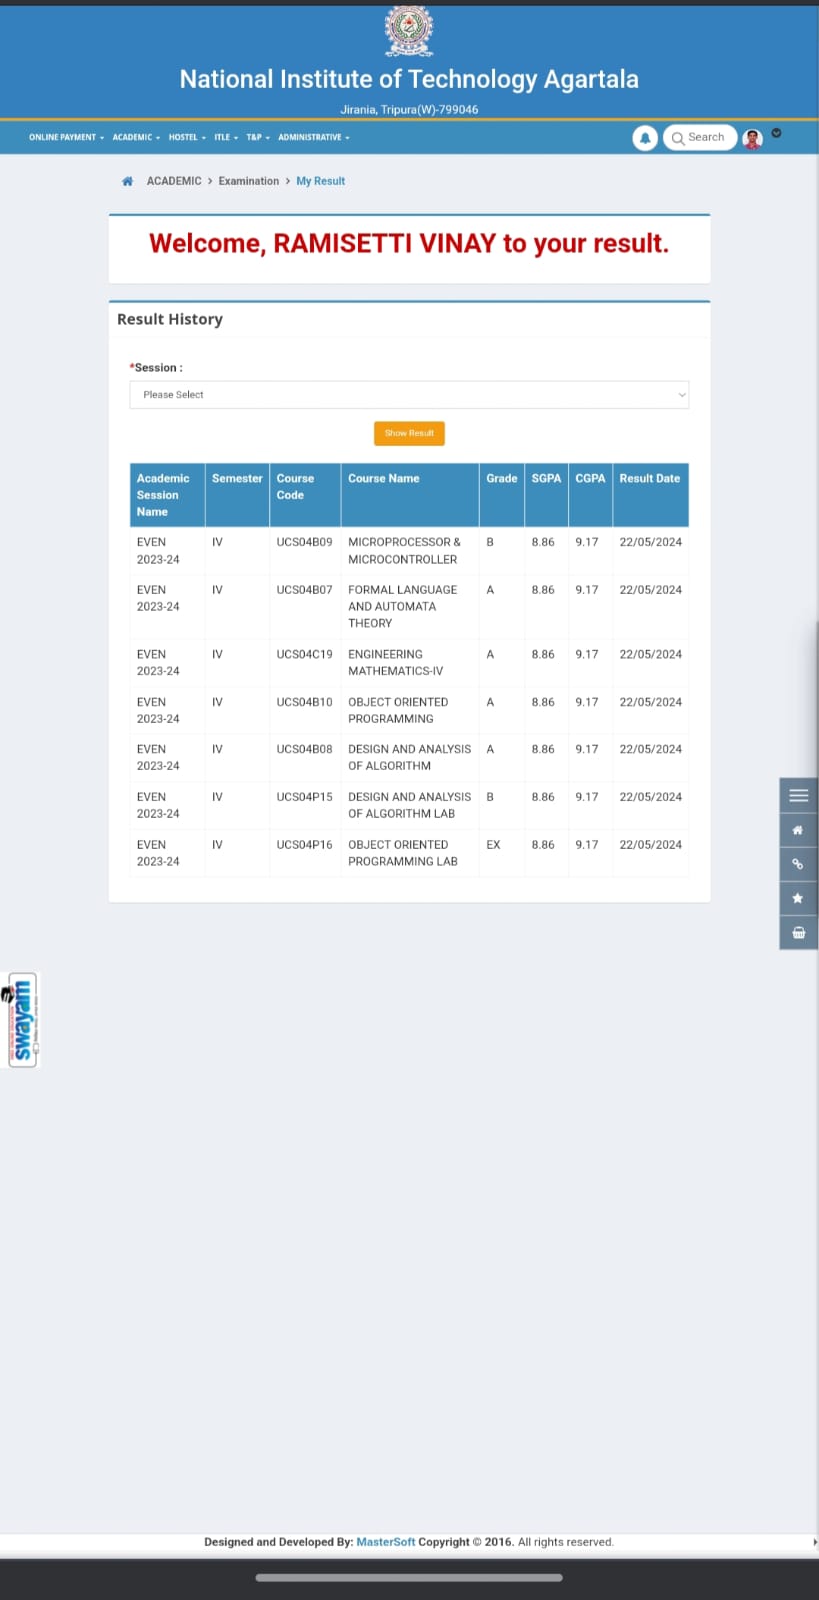 National Institute of Technology Agartala
Jirania, Tripura(W)-799046
ONLINE PAYMENT ACADEMIC HOSTEL ITLE T&P ADMINISTRATIVE Search
ACADEMIC > Examination > My Result
Welcome, RAMISETTI VINAY to your result.
Result History
*Session :
Please Select
Show Result
Academic Session Name Semester Course Code Course Name Grade SGPA CGPA Result Date
EVEN 2023-24 IV UCS04B09 MICROPROCESSOR & MICROCONTROLLER B 8.86 9.17 22/05/2024
EVEN 2023-24 IV UCS04B07 FORMAL LANGUAGE AND AUTOMATA THEORY A 8.86 9.17 22/05/2024
EVEN 2023-24 IV UCS04C19 ENGINEERING MATHEMATICS-IV A 8.86 9.17 22/05/2024
EVEN 2023-24 IV UCS04B10 OBJECT ORIENTED PROGRAMMING A 8.86 9.17 22/05/2024
EVEN 2023-24 IV UCS04B08 DESIGN AND ANALYSIS OF ALGORITHM A 8.86 9.17 22/05/2024
EVEN 2023-24 IV UCS04P15 DESIGN AND ANALYSIS OF ALGORITHM LAB B 8.86 9.17 22/05/2024
EVEN 2023-24 IV UCS04P16 OBJECT ORIENTED PROGRAMMING LAB EX 8.86 9.17 22/05/2024
swayam
Designed and Developed By: MasterSoft Copyright © 2016. All rights reserved.